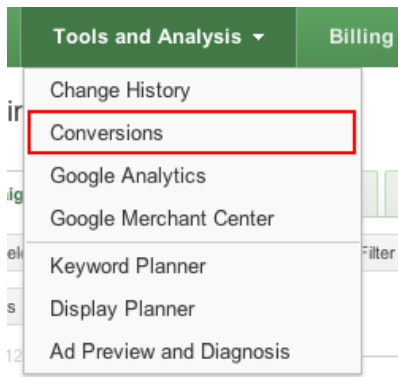 Tools and Analysis Billing
Change History
Conversions
Google Analytics
Google Merchant Center
Filter
Keyword Planner
Display Planner
Ad Preview and Diagnosis
12